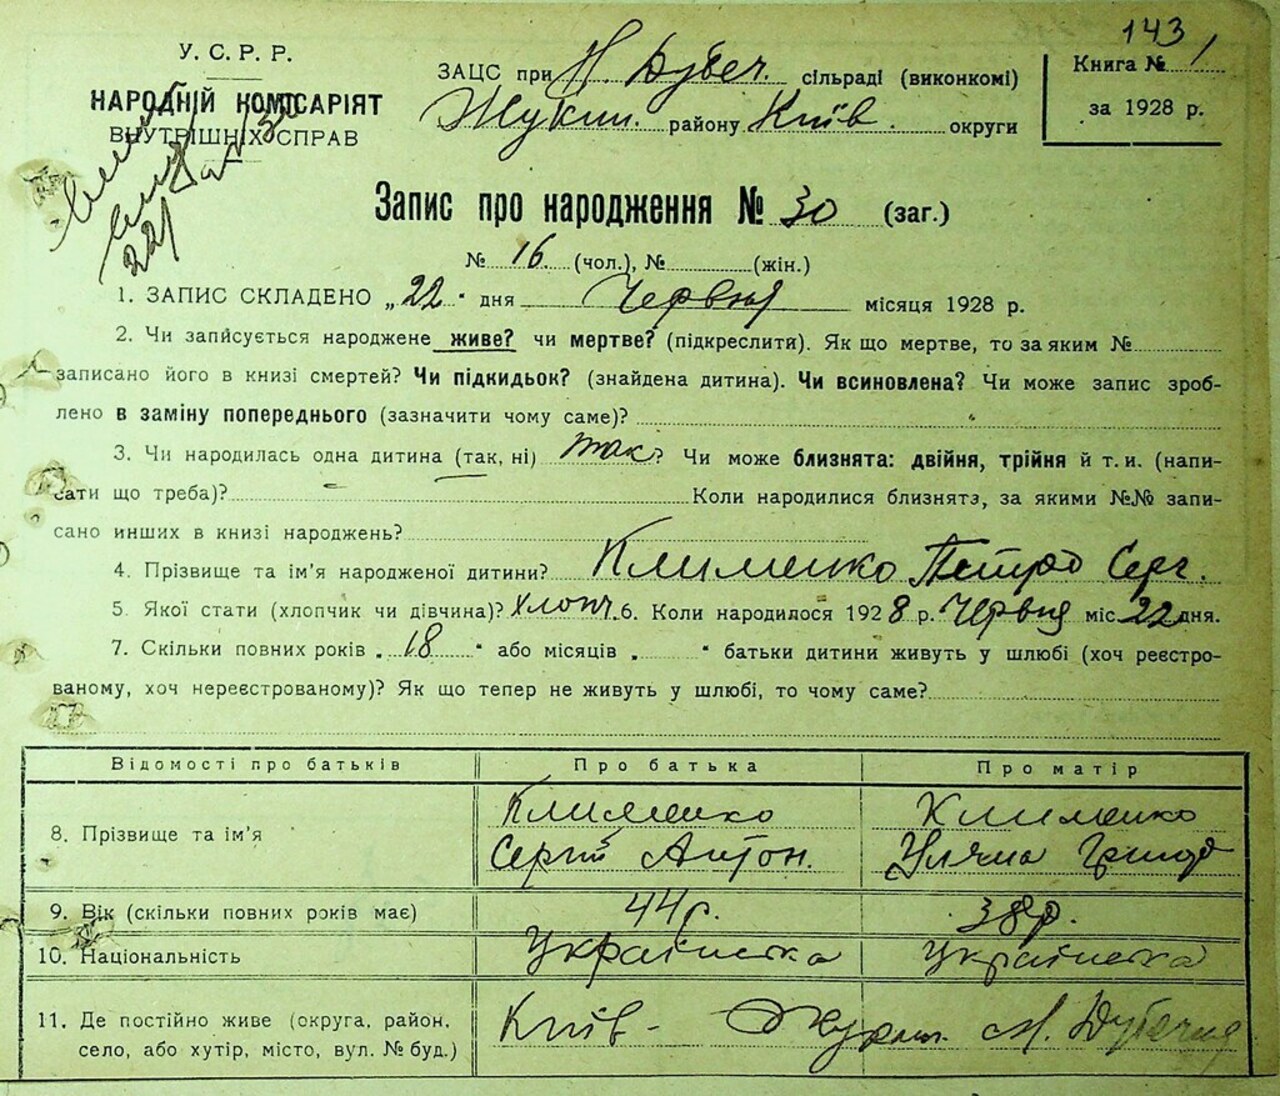 143
У. С. Р. Р.
НАРОДНІЙ КОМІСАРІЯТ
ВНУТРІШНІХ СПРАВ
ЗАЦС при Н. Дубеч. сільраді (виконкомі)
Жукин. району Київ. округи
Книга № 1
за 1928 р.
22/
Запис про народження № 30 (заг.)
№ 16 (чол.), № (жін.)
1. ЗАПИС СКЛАДЕНО „22" дня Червня місяця 1928 р.
2. Чи записується народжене живе? чи мертве? (підкреслити). Як що мертве, то за яким №
записано його в книзі смертей? Чи підкидьок? (знайдена дитина). Чи всиновлена? Чи може запис зроб-
лено в заміну попереднього (зазначити чому саме)?
3. Чи народилась одна дитина (так, ні) так? Чи може близнята: двійня, трійня й т. и. (напи-
сати що треба)? Коли народилися близнята, за якими №№ запи-
сано инших в книзі народжень?
4. Прізвище та ім'я народженої дитини? Клименко Петро Серг.
5. Якої стати (хлопчик чи дівчина)? хлопч. 6. Коли народилося 1928 р. Червня міс. 22 дня.
7. Скільки повних років „18" або місяців „ " батьки дитини живуть у шлюбі (хоч реєстро-
ваному, хоч нереєстрованому)? Як що тепер не живуть у шлюбі, то чому саме?
Відомості про батьків Про батька Про матір
8. Прізвище та ім'я
Клименко Клименко
Сергій Антон. Уляна Григор
9. Вік (скільки повних років має) 44 р. 38 р.
10. Національність Українська Українська
11. Де постійно живе (округа, район,
село, або хутір, місто, вул. № буд.)
Київ - Жукин. Н. Дубечня